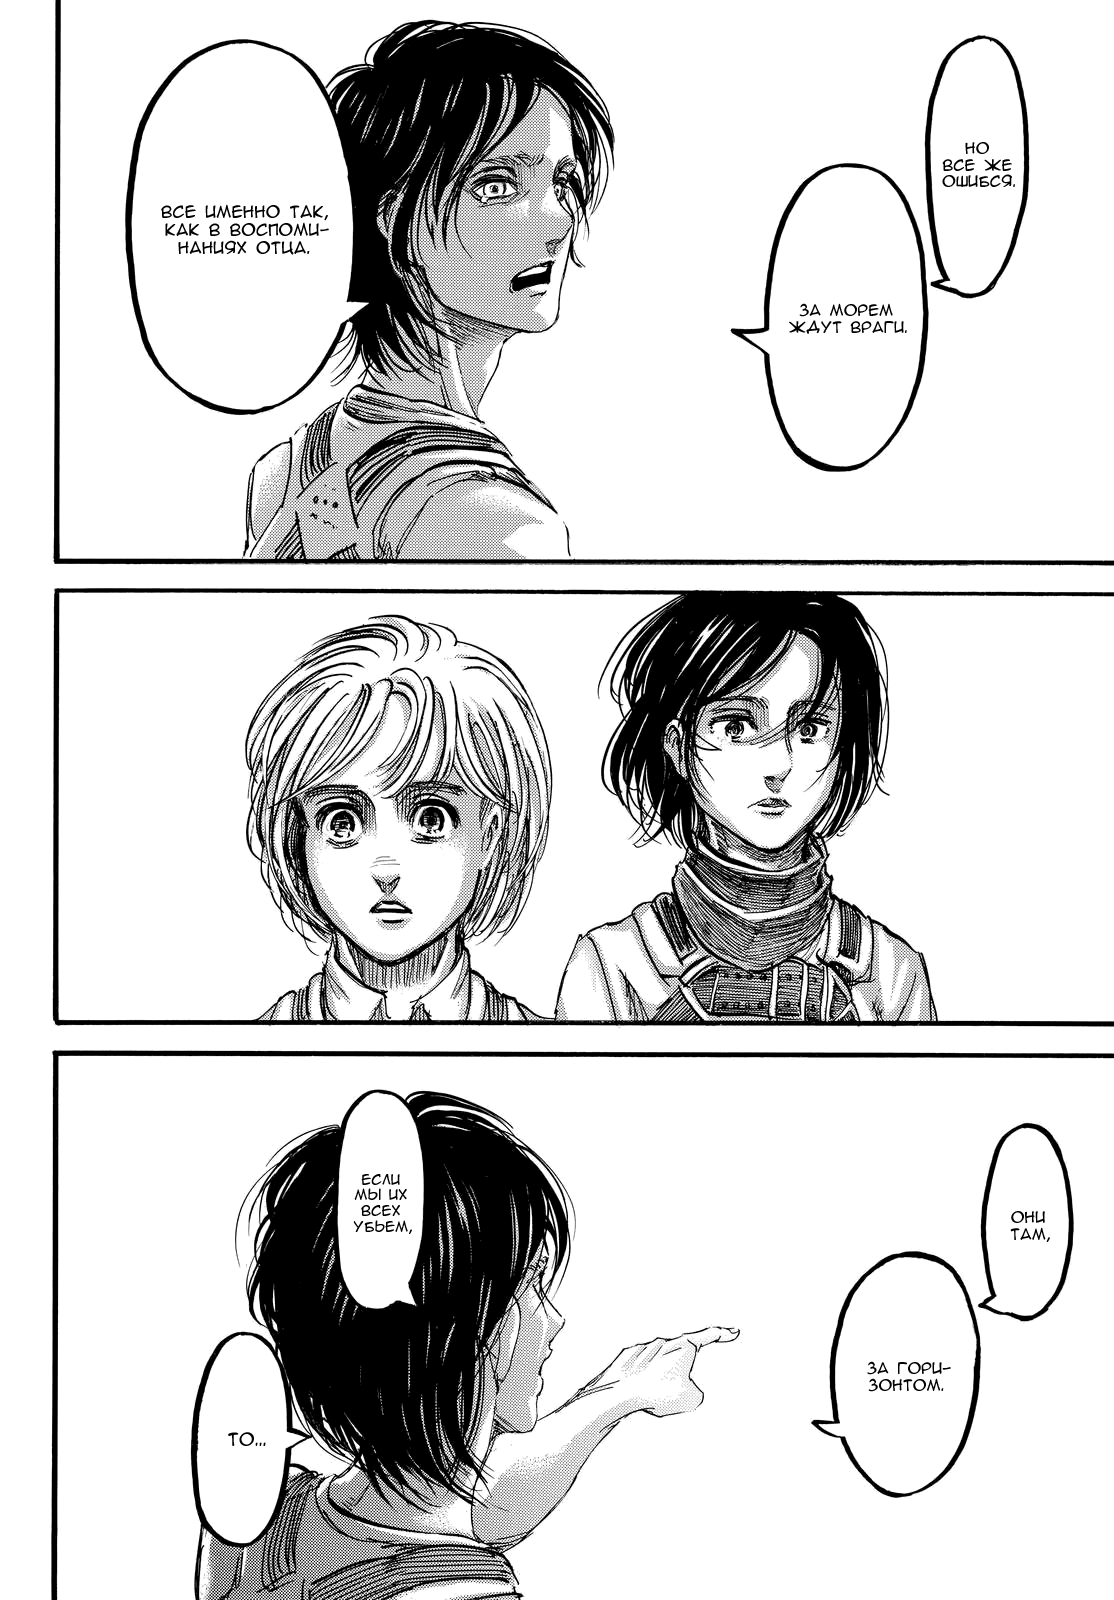 НО
ВСЕ ЖЕ
ОШИБСЯ.
ЗА МОРЕМ
ЖДУТ ВРАГИ.
ВСЕ ИМЕННО ТАК,
КАК В ВОСПОМИ-
НАНИЯХ ОТЦА.
ОНИ
ТАМ,
ЗА ГОРИ-
ЗОНТОМ.
ЕСЛИ
МЫ ИХ
ВСЕХ
УБЬЕМ,
ТО...